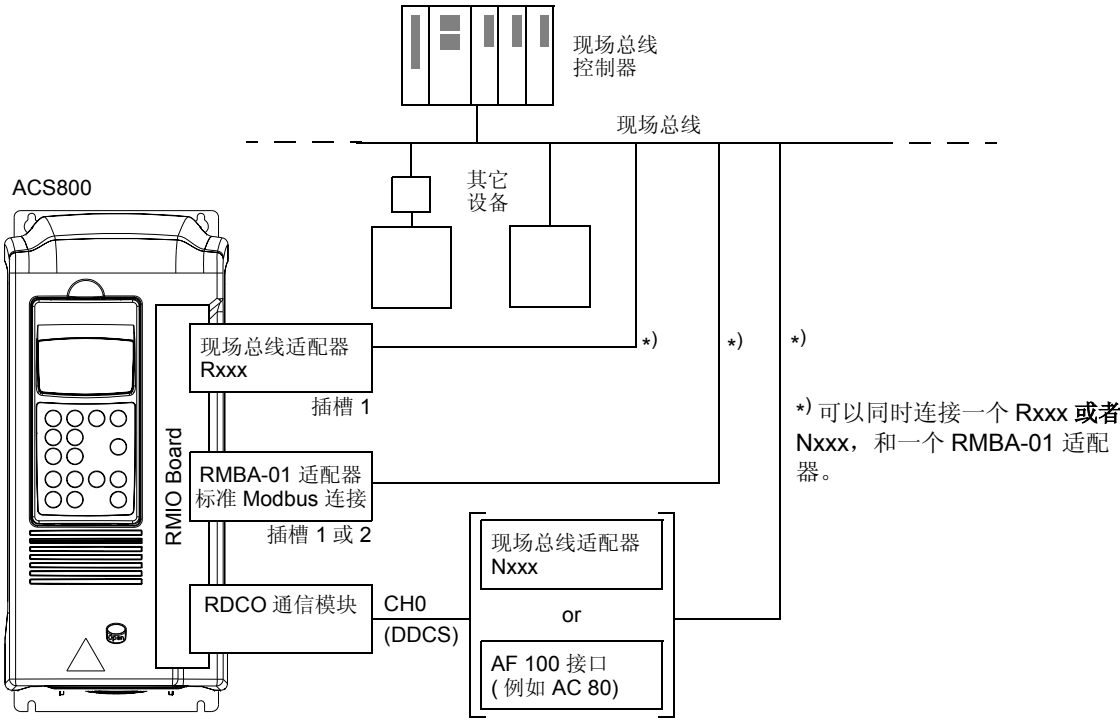 现场总线
控制器
现场总线
其它
设备
ACS800
现场总线适配器
Rxxx
插槽 1
*)
*)
*)
*) 可以同时连接一个 Rxxx 或者
Nxxx，和一个 RMBA-01 适配
器。
RMIO Board
RMBA-01 适配器
标准 Modbus 连接
插槽 1 或 2
现场总线适配器
Nxxx
RDCO 通信模块
CH0
(DDCS)
or
AF 100 接口
( 例如 AC 80)
Open